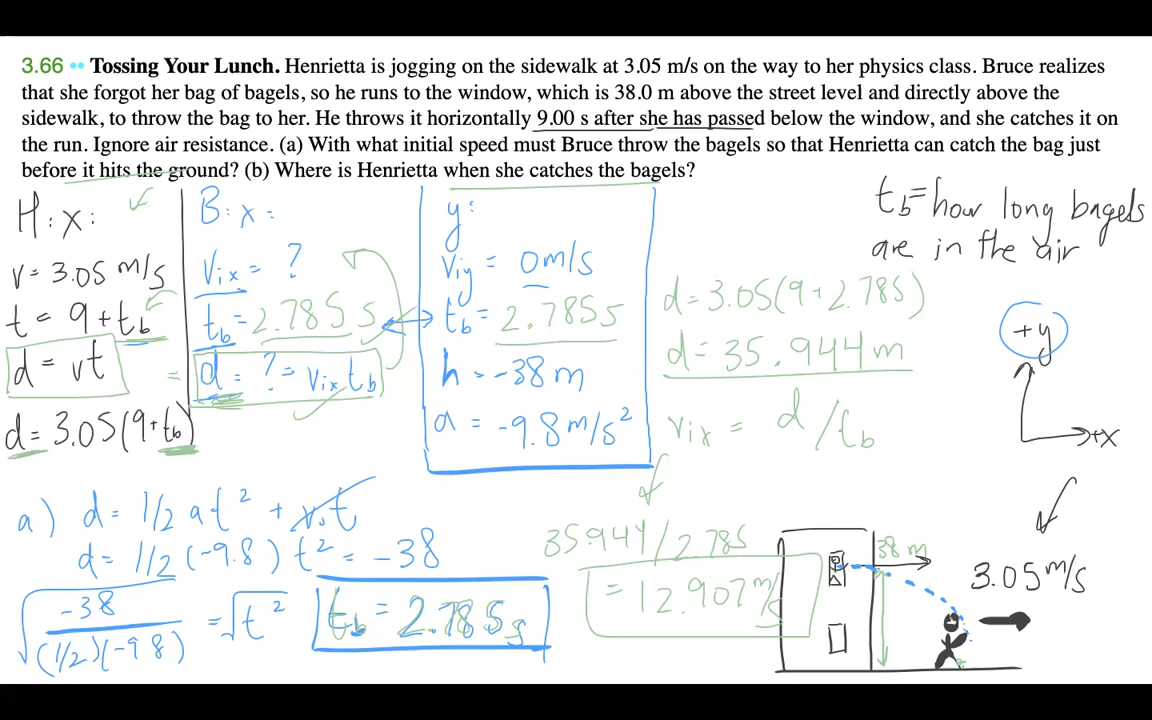 3.66 •• Tossing Your Lunch. Henrietta is jogging on the sidewalk at 3.05 m/s on the way to her physics class. Bruce realizes
that she forgot her bag of bagels, so he runs to the window, which is 38.0 m above the street level and directly above the
sidewalk, to throw the bag to her. He throws it horizontally 9.00 s after she has passed below the window, and she catches it on
the run. Ignore air resistance. (a) With what initial speed must Bruce throw the bagels so that Henrietta can catch the bag just
before it hits the ground? (b) Where is Henrietta when she catches the bagels?
H: x:
v = 3.05 m/s
t = 9 + tb
d = vt
d = 3.05(9+tb)
B: x =
Vix = ?
tb = 2.785 s
d = ? = Vix tb
y:
Viy = 0 m/s
tb = 2.785 s
h = -38 m
a = -9.8 m/s²
tb = how long bagels
are in the air
d = 3.05(9+2.785)
d = 35.944 m
Vix = d/tb
+y
+x
a) d = 1/2 at² + v₀t
d = 1/2 (-9.8) t² = -38
√-38/(1/2)(-9.8) = √t²
tb = 2.785 s
35.944/2.785
= 12.907 m/s
38 m
3.05 m/s